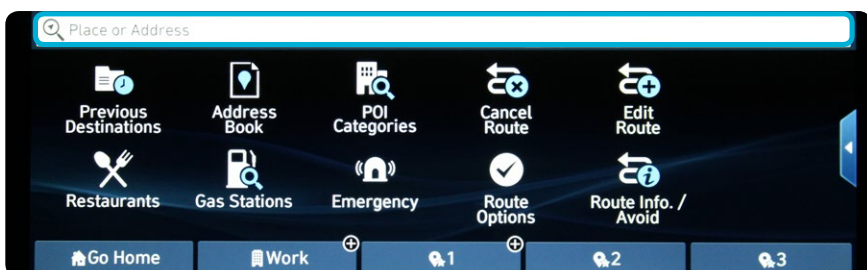 Place or Address
Previous
Destinations
Address
Book
POI
Categories
Cancel
Route
Edit
Route
Restaurants
Gas Stations
Emergency
Route
Options
Route Info. /
Avoid
Go Home
Work
1
2
3